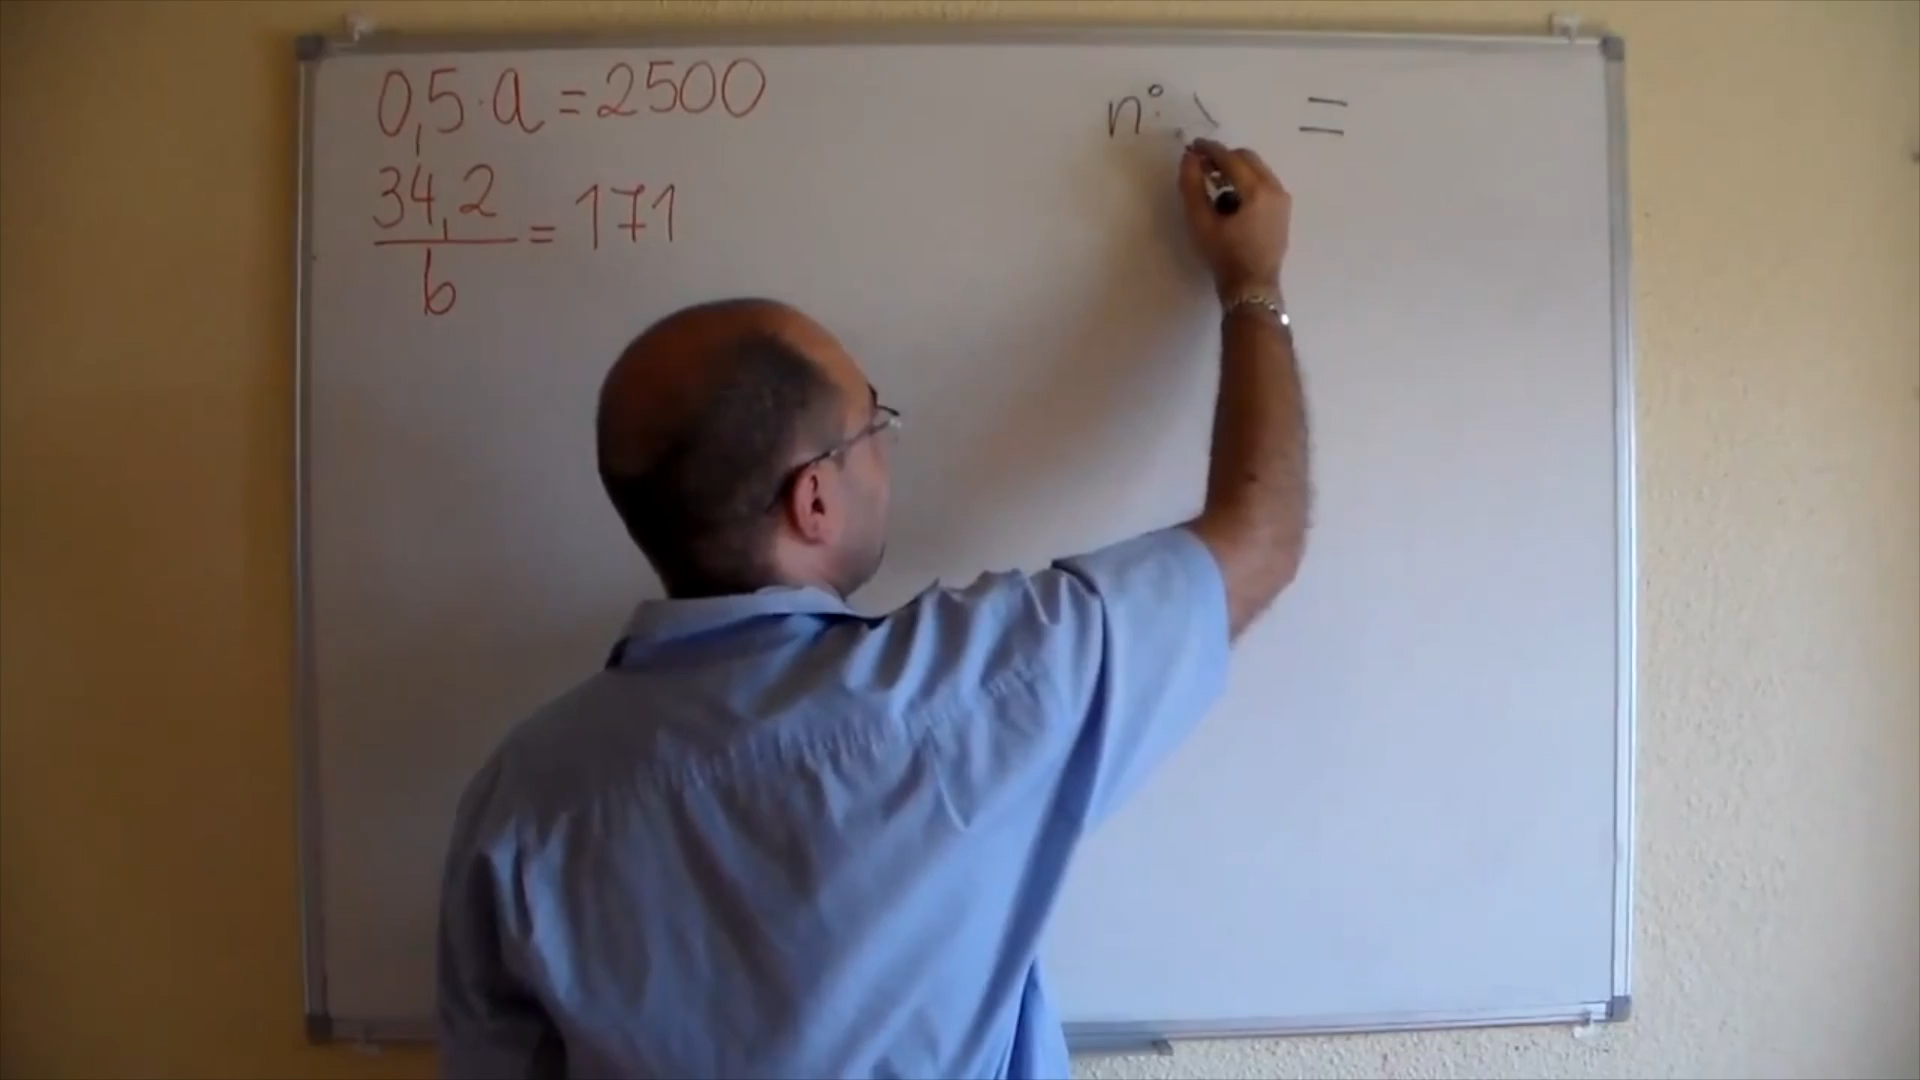 0,5·a=2500
34,2
b
= 171
n°: =